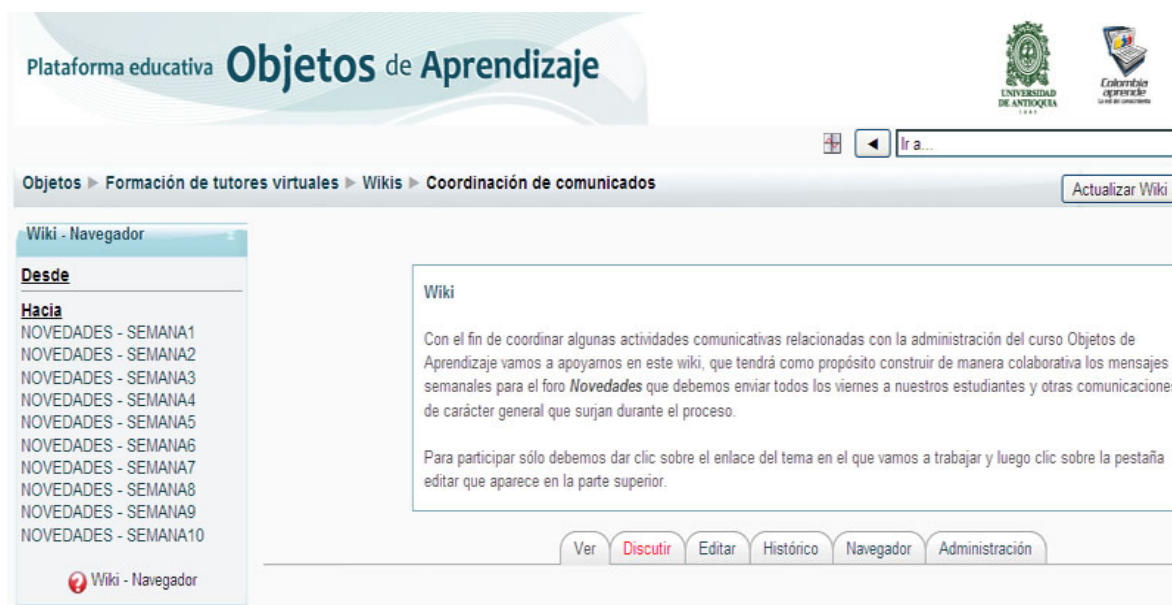 Plataforma educativa Objetos de Aprendizaje
UNIVERSIDAD
DE ANTIOQUIA
1803
Colombia
aprende
La red del conocimiento
Ir a...
Objetos ► Formación de tutores virtuales ► Wikis ► Coordinación de comunicados
Actualizar Wiki
Wiki - Navegador
Desde
Hacia
NOVEDADES - SEMANA1
NOVEDADES - SEMANA2
NOVEDADES - SEMANA3
NOVEDADES - SEMANA4
NOVEDADES - SEMANA5
NOVEDADES - SEMANA6
NOVEDADES - SEMANA7
NOVEDADES - SEMANA8
NOVEDADES - SEMANA9
NOVEDADES - SEMANA10
Wiki - Navegador
Wiki
Con el fin de coordinar algunas actividades comunicativas relacionadas con la administración del curso Objetos de
Aprendizaje vamos a apoyarnos en este wiki, que tendrá como propósito construir de manera colaborativa los mensajes
semanales para el foro Novedades que debemos enviar todos los viernes a nuestros estudiantes y otras comunicaciones
de carácter general que surjan durante el proceso.
Para participar sólo debemos dar clic sobre el enlace del tema en el que vamos a trabajar y luego clic sobre la pestaña
editar que aparece en la parte superior.
Ver Discutir Editar Histórico Navegador Administración